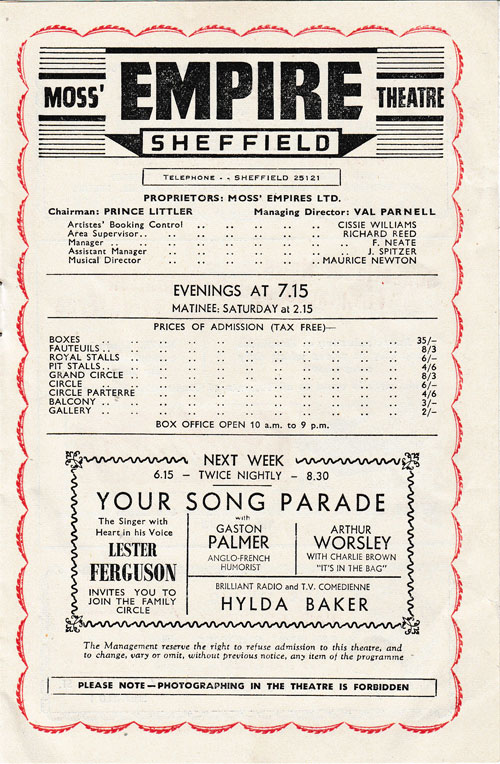 MOSS' EMPIRE THEATRE
SHEFFIELD
TELEPHONE - - SHEFFIELD 25121
PROPRIETORS: MOSS' EMPIRES LTD.
Chairman: PRINCE LITTLER Managing Director: VAL PARNELL
Artistes' Booking Control .. .. .. .. .. .. CISSIE WILLIAMS
Area Supervisor.. .. .. .. .. .. .. RICHARD REED
Manager .. .. .. .. .. .. .. .. F. NEATE
Assistant Manager .. .. .. .. .. .. J. SPITZER
Musical Director .. .. .. .. .. .. MAURICE NEWTON
EVENINGS AT 7.15
MATINEE: SATURDAY at 2.15
PRICES OF ADMISSION (TAX FREE)—
BOXES .. .. .. .. .. .. .. .. .. .. .. 35/-
FAUTEUILS .. .. .. .. .. .. .. .. .. .. .. 8/3
ROYAL STALLS .. .. .. .. .. .. .. .. .. .. 6/-
PIT STALLS .. .. .. .. .. .. .. .. .. .. .. 4/6
GRAND CIRCLE .. .. .. .. .. .. .. .. .. .. 8/3
CIRCLE .. .. .. .. .. .. .. .. .. .. .. 6/-
CIRCLE PARTERRE .. .. .. .. .. .. .. .. .. 4/6
BALCONY .. .. .. .. .. .. .. .. .. .. .. 3/-
GALLERY .. .. .. .. .. .. .. .. .. .. .. 2/-
BOX OFFICE OPEN 10 a.m. to 9 p.m.
NEXT WEEK
6.15 — TWICE NIGHTLY — 8.30
YOUR SONG PARADE
with
The Singer with
Heart in his Voice
LESTER
FERGUSON
INVITES YOU TO
JOIN THE FAMILY
CIRCLE
GASTON
PALMER
ANGLO-FRENCH
HUMORIST
ARTHUR
WORSLEY
WITH CHARLIE BROWN
"IT'S IN THE BAG"
BRILLIANT RADIO and T.V. COMEDIENNE
HYLDA BAKER
The Management reserve the right to refuse admission to this theatre, and
to change, vary or omit, without previous notice, any item of the programme
PLEASE NOTE—PHOTOGRAPHING IN THE THEATRE IS FORBIDDEN